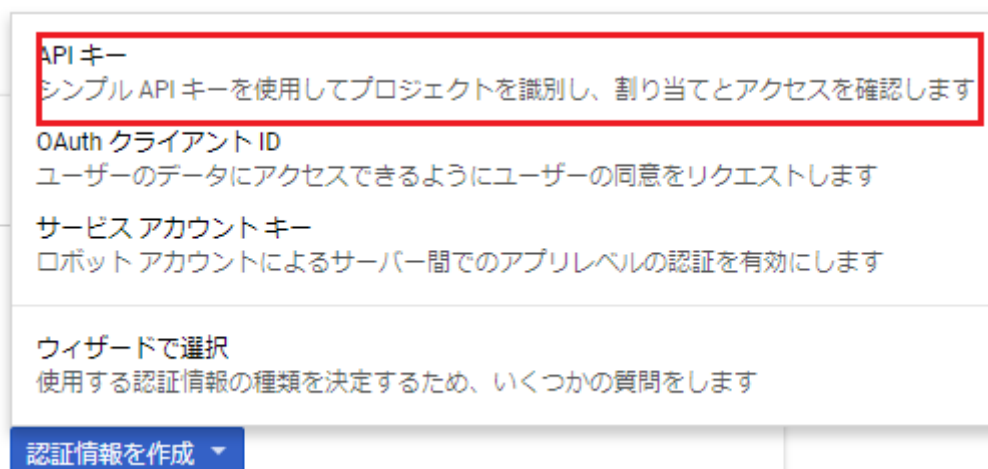 API キー
シンプル API キーを使用してプロジェクトを識別し、割り当てとアクセスを確認します
OAuth クライアント ID
ユーザーのデータにアクセスできるようにユーザーの同意をリクエストします
サービス アカウント キー
ロボット アカウントによるサーバー間でのアプリレベルの認証を有効にします
ウィザードで選択
使用する認証情報の種類を決定するため、いくつかの質問をします
認証情報を作成